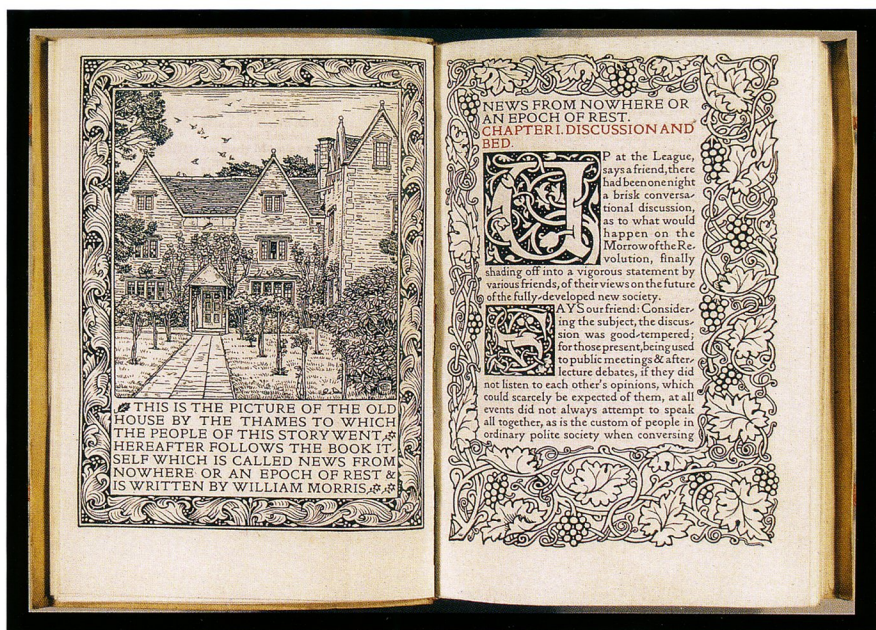 THIS IS THE PICTURE OF THE OLD
HOUSE BY THE THAMES TO WHICH
THE PEOPLE OF THIS STORY WENT
HEREAFTER FOLLOWS THE BOOK IT-
SELF WHICH IS CALLED NEWS FROM
NOWHERE OR AN EPOCH OF REST &
IS WRITTEN BY WILLIAM MORRIS
NEWS FROM NOWHERE OR
AN EPOCH OF REST.
CHAPTER I. DISCUSSION AND
BED.
UP at the League,
says a friend, there
had been one night
a brisk conversa-
tional discussion,
as to what would
happen on the
Morrow of the Re-
volution, finally
shading off into a vigorous statement by
various friends, of their views on the future
of the fully-developed new society.
SAYS our friend: Consider-
ing the subject, the discus-
sion was good-tempered;
for those present, being used
to public meetings & after-
lecture debates, if they did
not listen to each other's opinions, which
could scarcely be expected of them, at all
events did not always attempt to speak
all together, as is the custom of people in
ordinary polite society when conversing